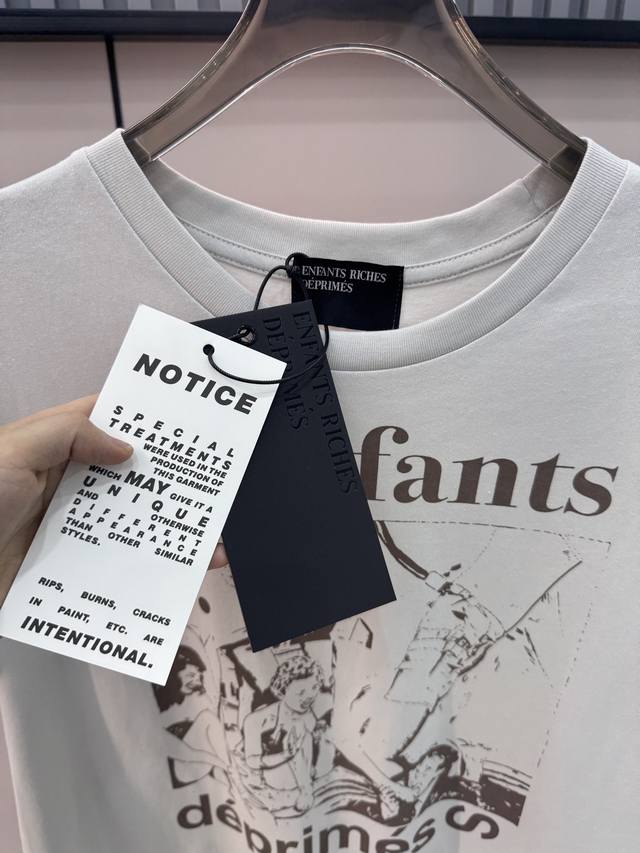 ENFANTS RICHES
DÉPRIMÉS
ENFANTS RICHES
DÉPRIMÉS
NOTICE
SPECIAL
TREATMENTS
WERE USED IN THE
PRODUCTION OF
THIS GARMENT
WHICH MAY GIVE IT A
UNIQUE
AND OTHERWISE
DIFFERENT
APPEARANCE
THAN OTHER SIMILAR
STYLES.
RIPS, BURNS, CRACKS
IN PAINT, ETC. ARE
INTENTIONAL.
fants
déprimés